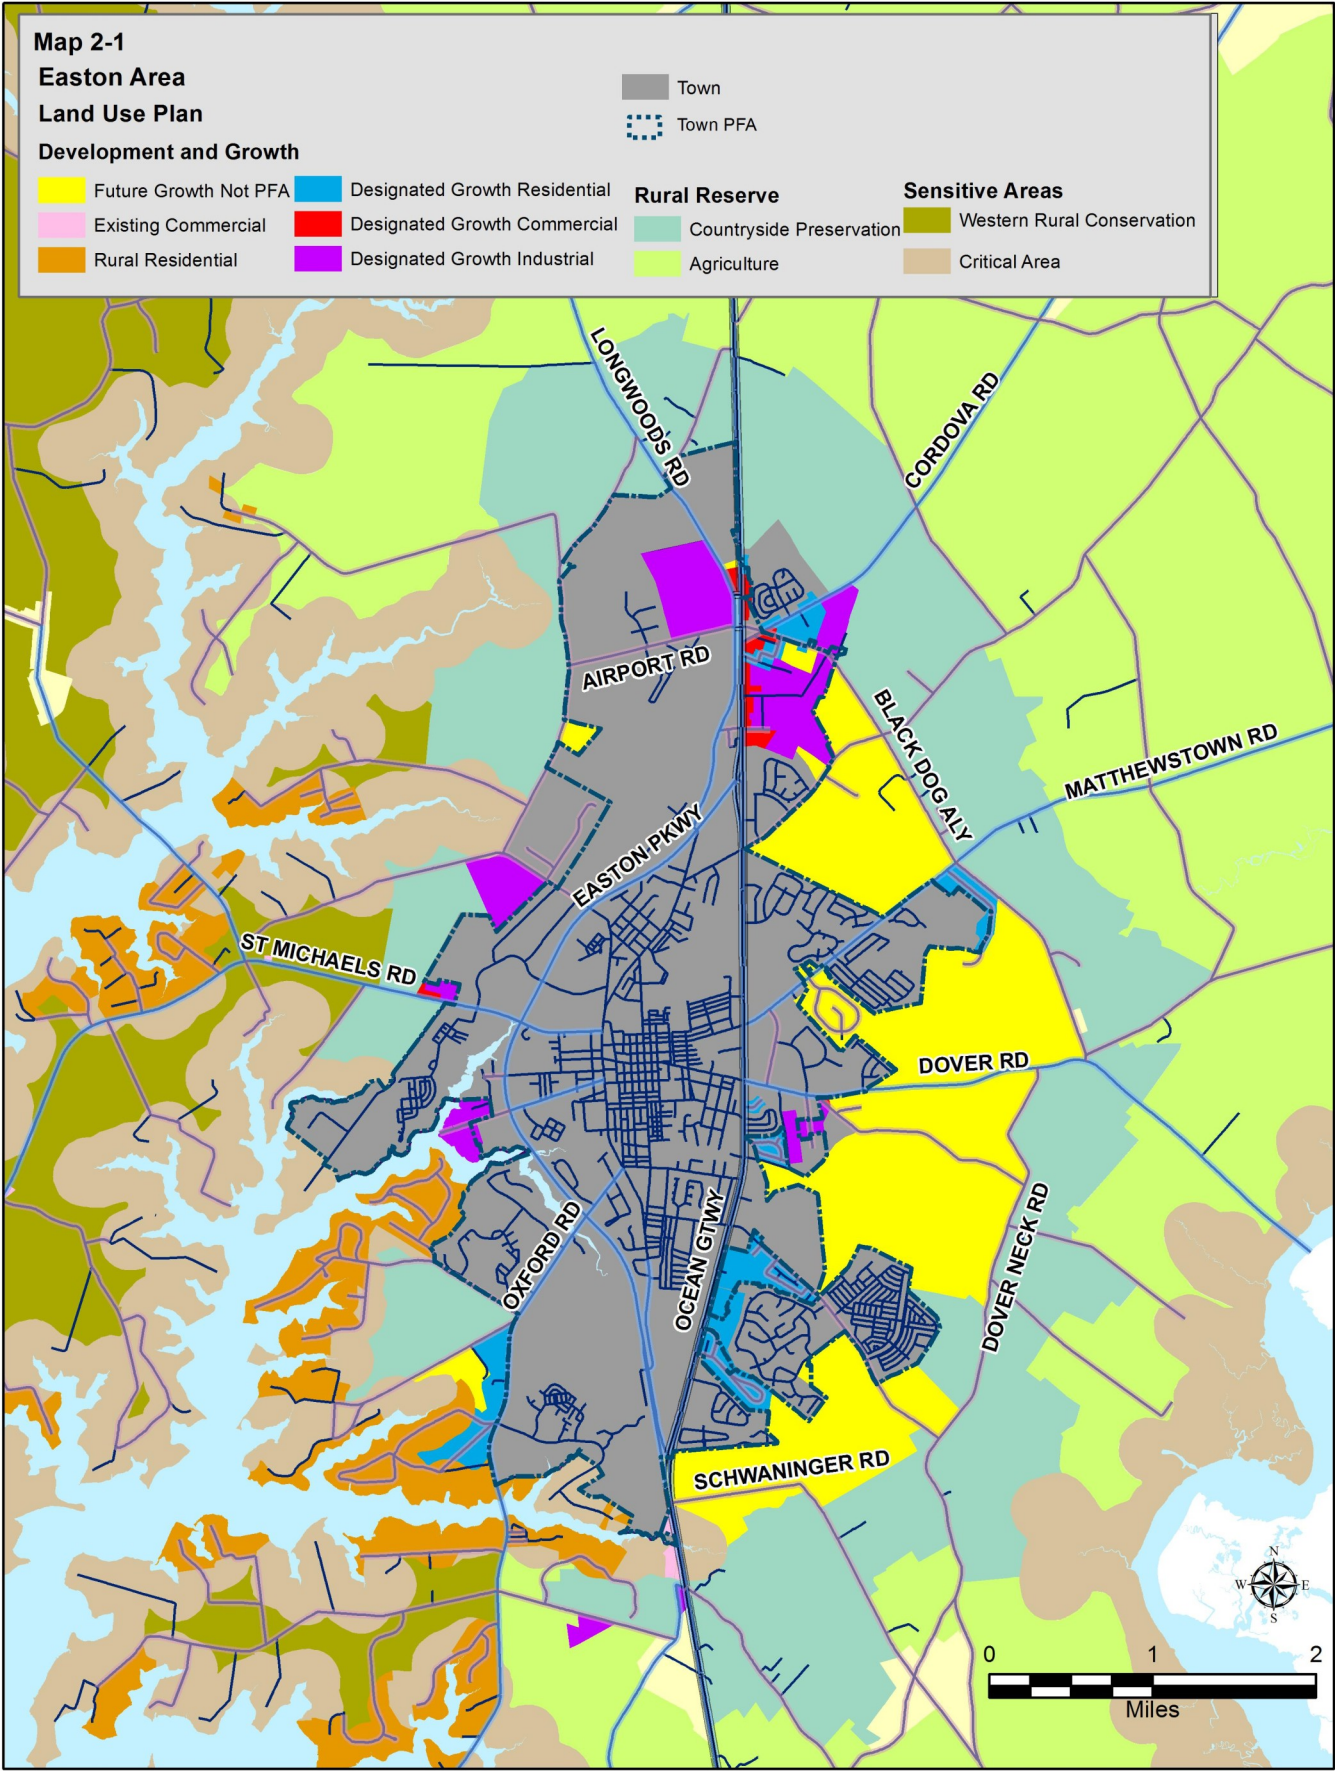 Map 2-1
Easton Area
Land Use Plan
Development and Growth
Future Growth Not PFA
Existing Commercial
Rural Residential
Designated Growth Residential
Designated Growth Commercial
Designated Growth Industrial
Town
Town PFA
Rural Reserve
Countryside Preservation
Agriculture
Sensitive Areas
Western Rural Conservation
Critical Area
LONGWOODS RD
CORDOVA RD
AIRPORT RD
BLACK DOG ALY
MATTHEWSTOWN RD
EASTON PKWY
ST MICHAELS RD
DOVER RD
OXFORD RD
OCEAN GTWY
DOVER NECK RD
SCHWANINGER RD
N
W E
S
0 1 2
Miles